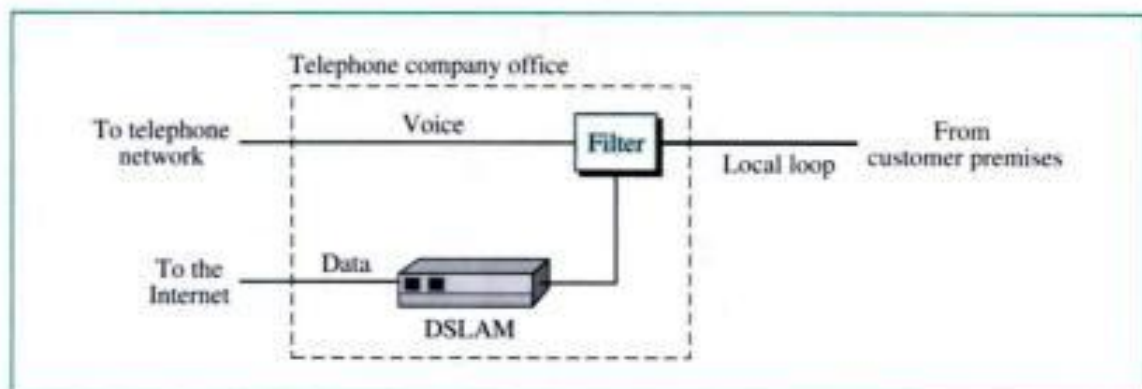 Telephone company office
To telephone
network
Voice
Filter
Local loop
From
customer premises
To the
Internet
Data
DSLAM